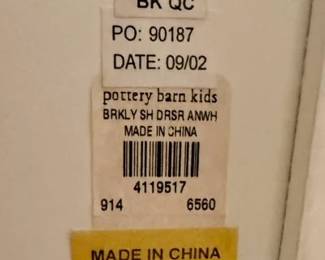 BK QC
PO: 90187
DATE: 09/02
pottery barn kids
BRKLY SH DRSR ANWH
MADE IN CHINA
4119517
914 6560
MADE IN CHINA